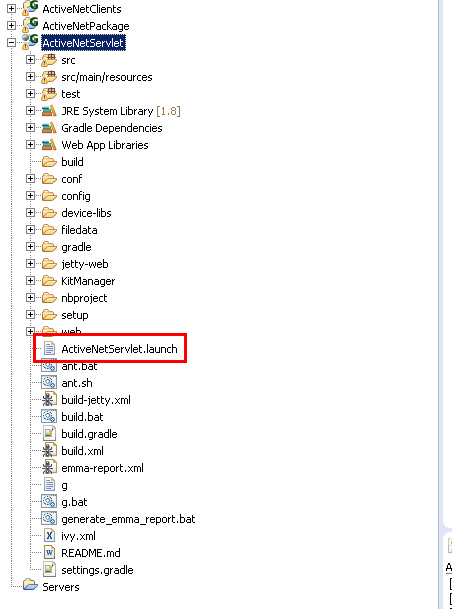 ActiveNetClients
ActiveNetPackage
ActiveNetServlet
src
src/main/resources
test
JRE System Library [1.8]
Gradle Dependencies
Web App Libraries
build
conf
config
device-libs
filedata
gradle
jetty-web
KitManager
nbproject
setup
web
ActiveNetServlet.launch
ant.bat
ant.sh
build-jetty.xml
build.bat
build.gradle
build.xml
emma-report.xml
g
g.bat
generate_emma_report.bat
ivy.xml
README.md
settings.gradle
Servers